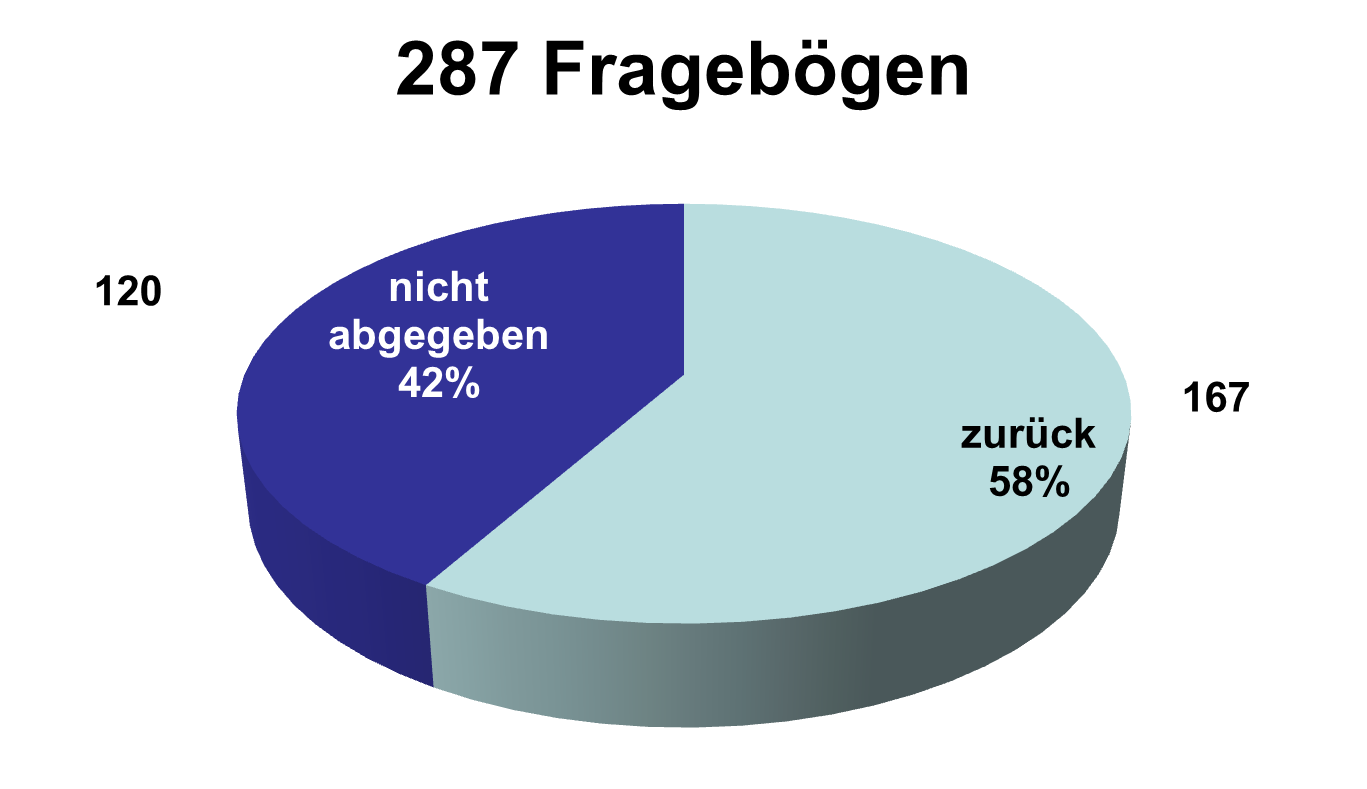 287 Fragebögen
120
nicht
abgegeben
42%
167
zurück
58%